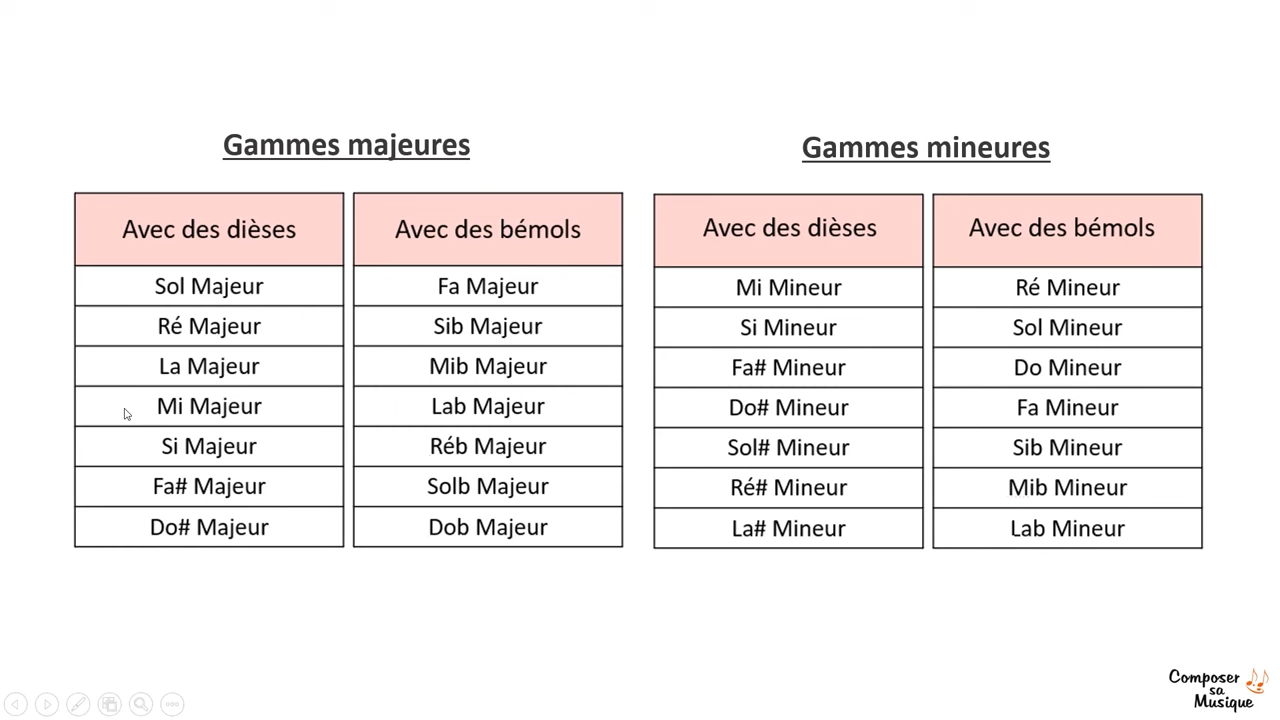 Gammes majeures
Avec des dièses
Avec des bémols
Sol Majeur
Fa Majeur
Ré Majeur
Sib Majeur
La Majeur
Mib Majeur
Mi Majeur
Lab Majeur
Si Majeur
Réb Majeur
Fa# Majeur
Solb Majeur
Do# Majeur
Dob Majeur
Gammes mineures
Avec des dièses
Avec des bémols
Mi Mineur
Ré Mineur
Si Mineur
Sol Mineur
Fa# Mineur
Do Mineur
Do# Mineur
Fa Mineur
Sol# Mineur
Sib Mineur
Ré# Mineur
Mib Mineur
La# Mineur
Lab Mineur
Composer
sa
Musique